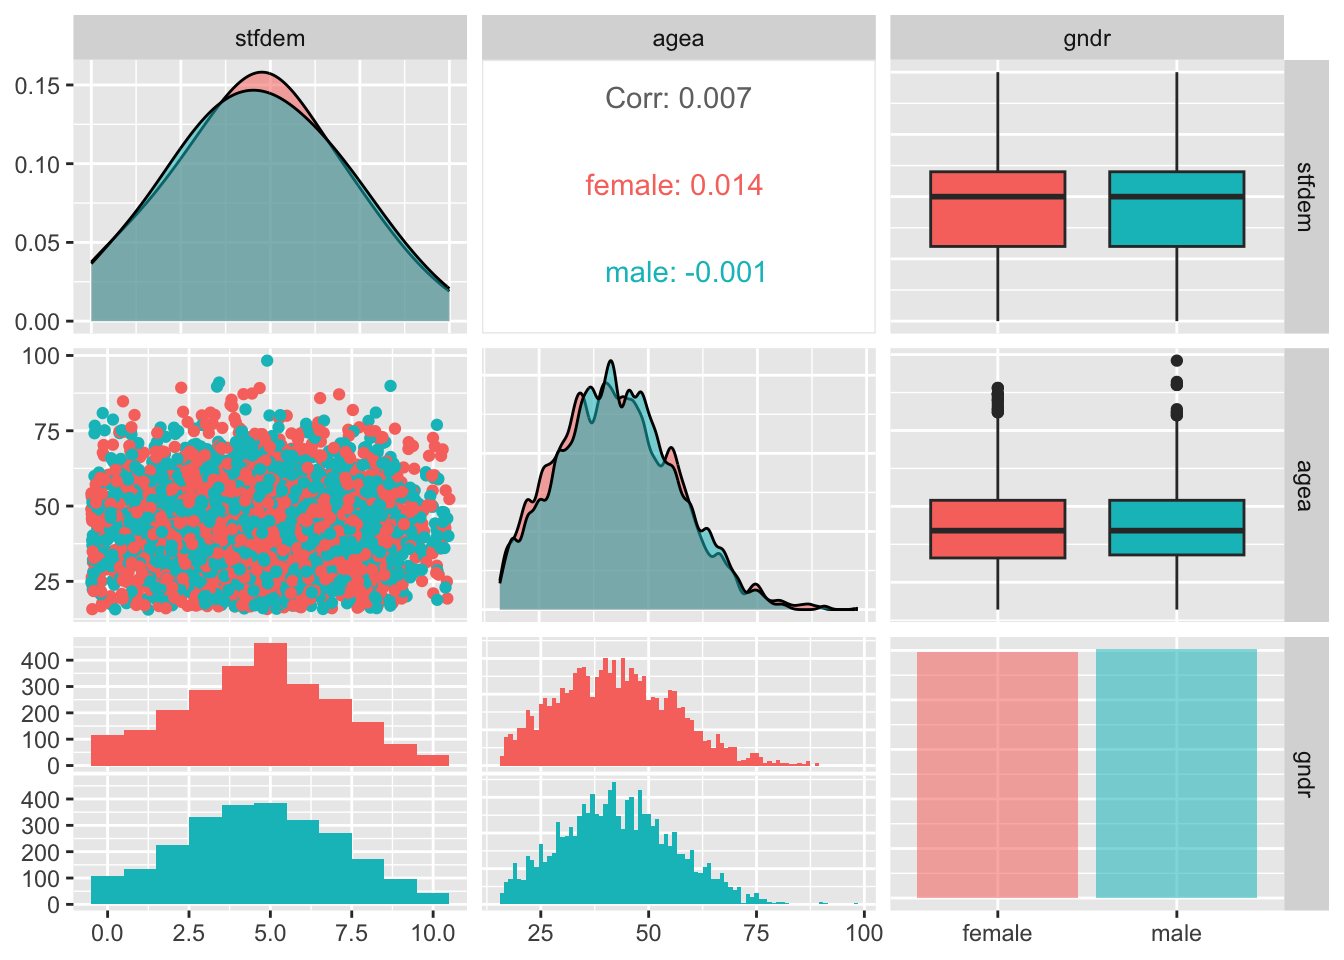 stfdem agea gndr
0.15
0.10
0.05
0.00
Corr: 0.007
female: 0.014
male: -0.001
stfdem
100
75
50
25
agea
400
300
200
100
0
400
300
200
100
0
gndr
0.0 2.5 5.0 7.5 10.0 25 50 75 100 female male